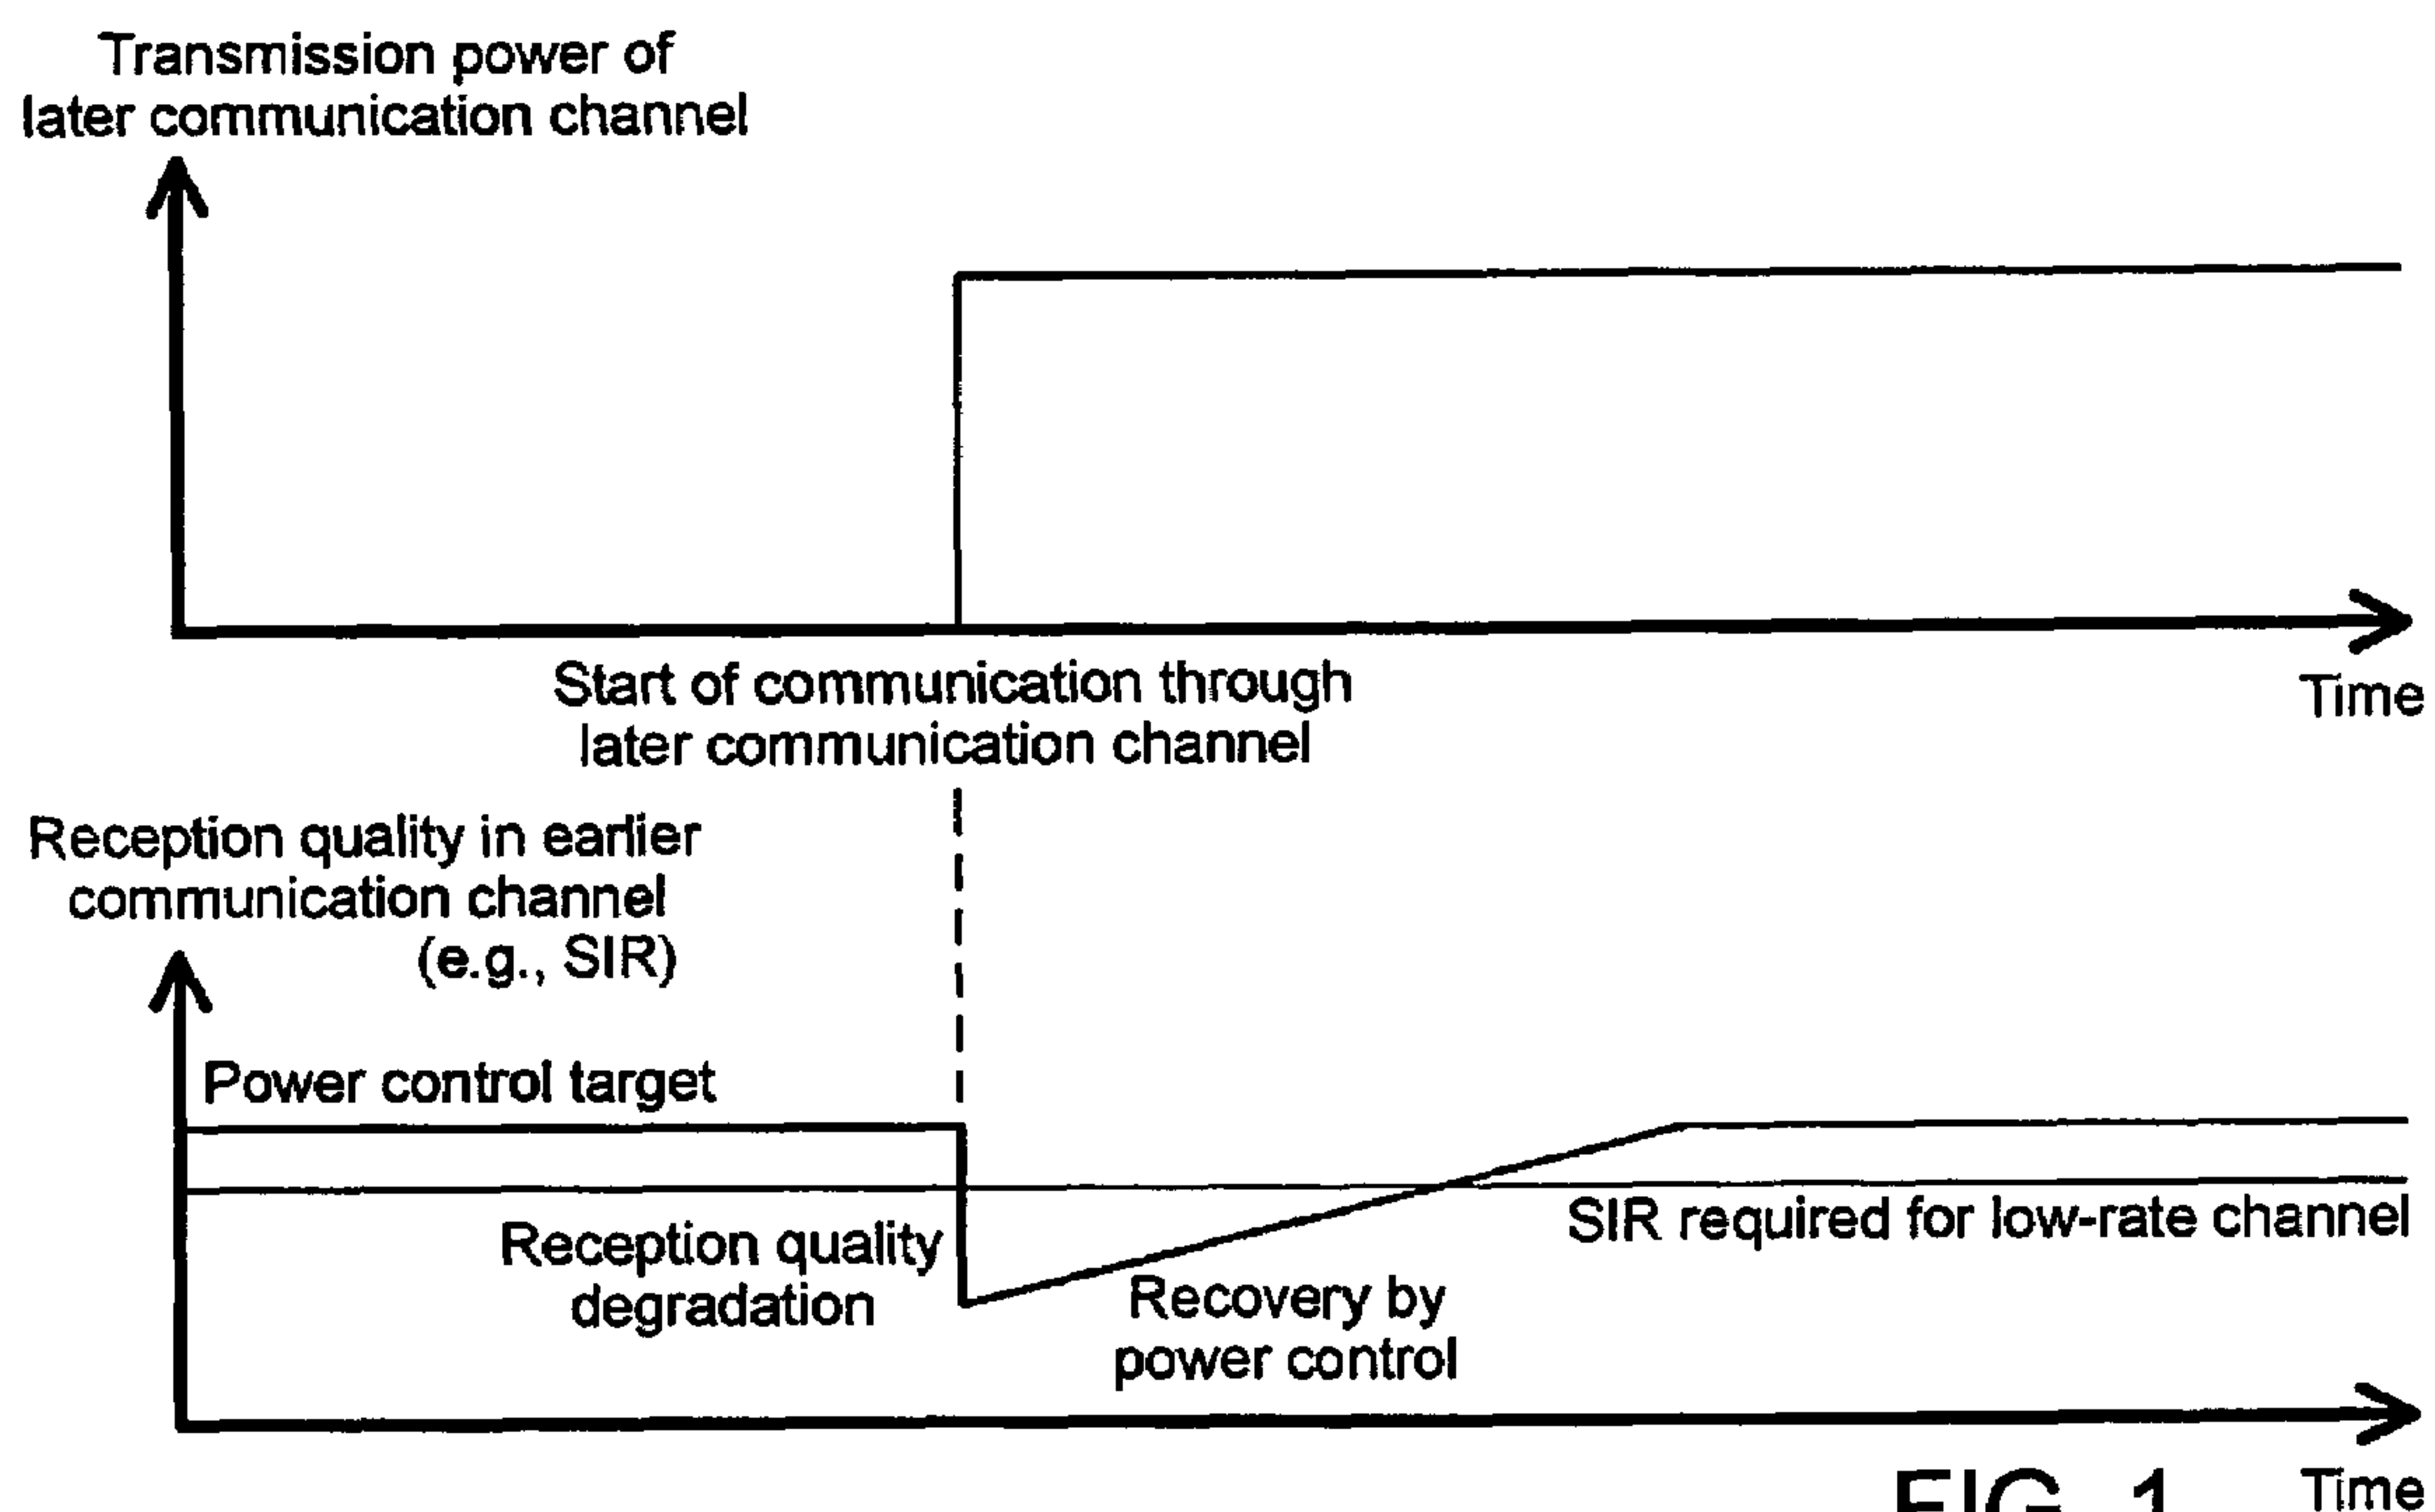 Transmission power of
later communication channel
Start of communication through
later communication channel
Time
Reception quality in earlier
communication channel
(e.g., SIR)
Power control target
SIR required for low-rate channel
Reception quality
degradation
Recovery by
power control
Time
FIG. 1